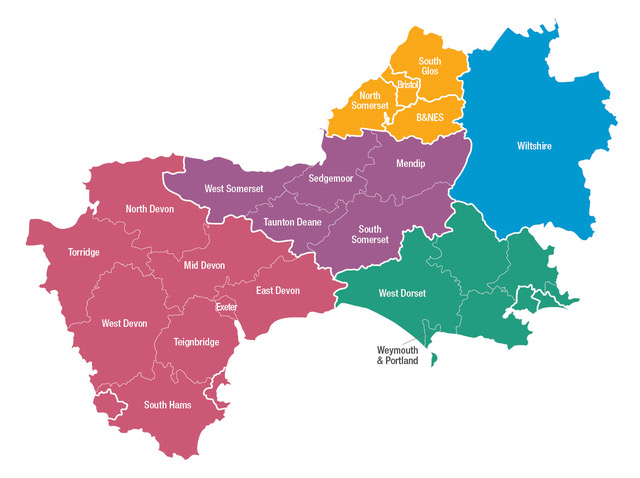 South
Glos
Bristol
North
Somerset
B&NES
Wiltshire
Mendip
Sedgemoor
West Somerset
Taunton Deane
South
Somerset
North Devon
Torridge
Mid Devon
East Devon
West Dorset
Exeter
West Devon
Teignbridge
Weymouth
& Portland
South Hams